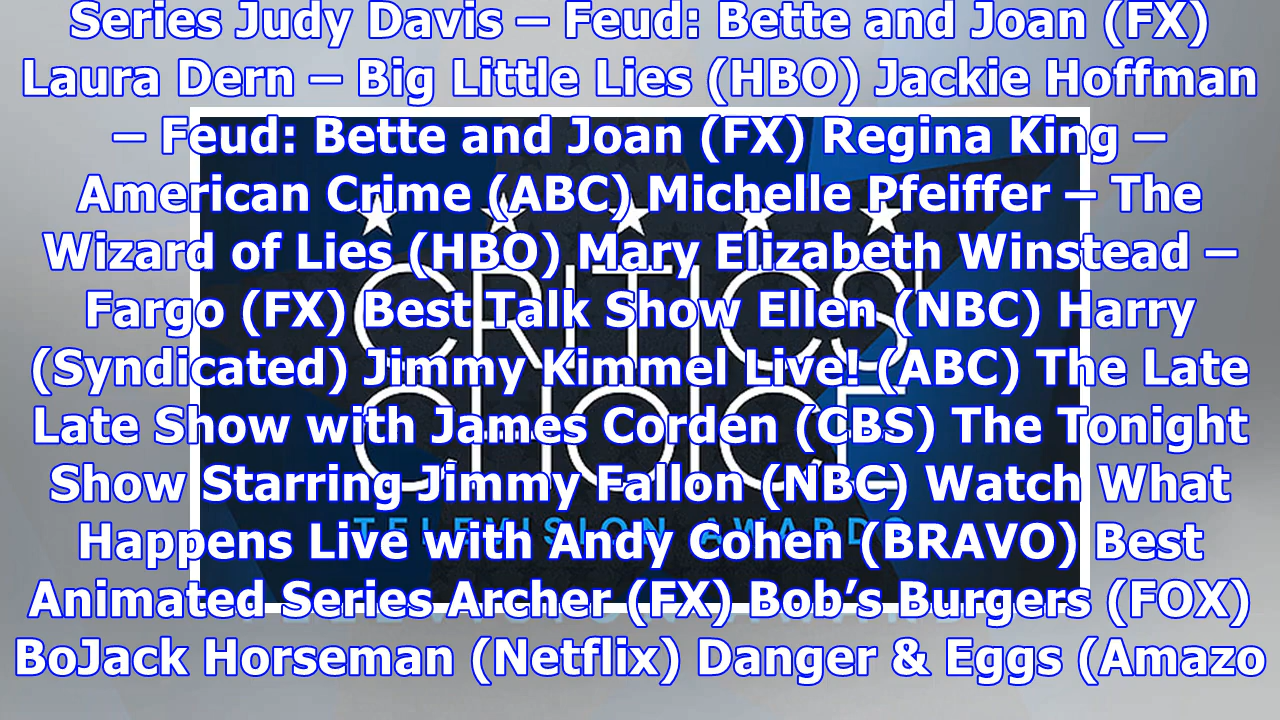 Series Judy Davis – Feud: Bette and Joan (FX)
Laura Dern – Big Little Lies (HBO) Jackie Hoffman
– Feud: Bette and Joan (FX) Regina King –
American Crime (ABC) Michelle Pfeiffer – The
Wizard of Lies (HBO) Mary Elizabeth Winstead –
Fargo (FX) Best Talk Show Ellen (NBC) Harry
(Syndicated) Jimmy Kimmel Live! (ABC) The Late
Late Show with James Corden (CBS) The Tonight
Show Starring Jimmy Fallon (NBC) Watch What
Happens Live with Andy Cohen (BRAVO) Best
Animated Series Archer (FX) Bob’s Burgers (FOX)
BoJack Horseman (Netflix) Danger & Eggs (Amazo
CRITICS'
CHOICE
TELEVISION AWARDS